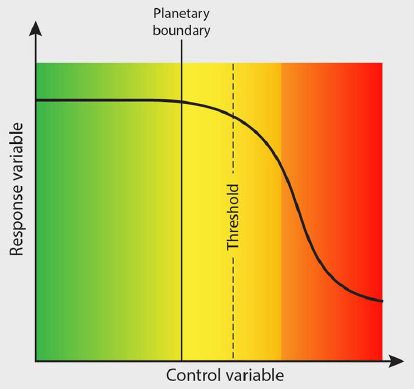 Planetary
boundary
Response variable
Threshold
Control variable